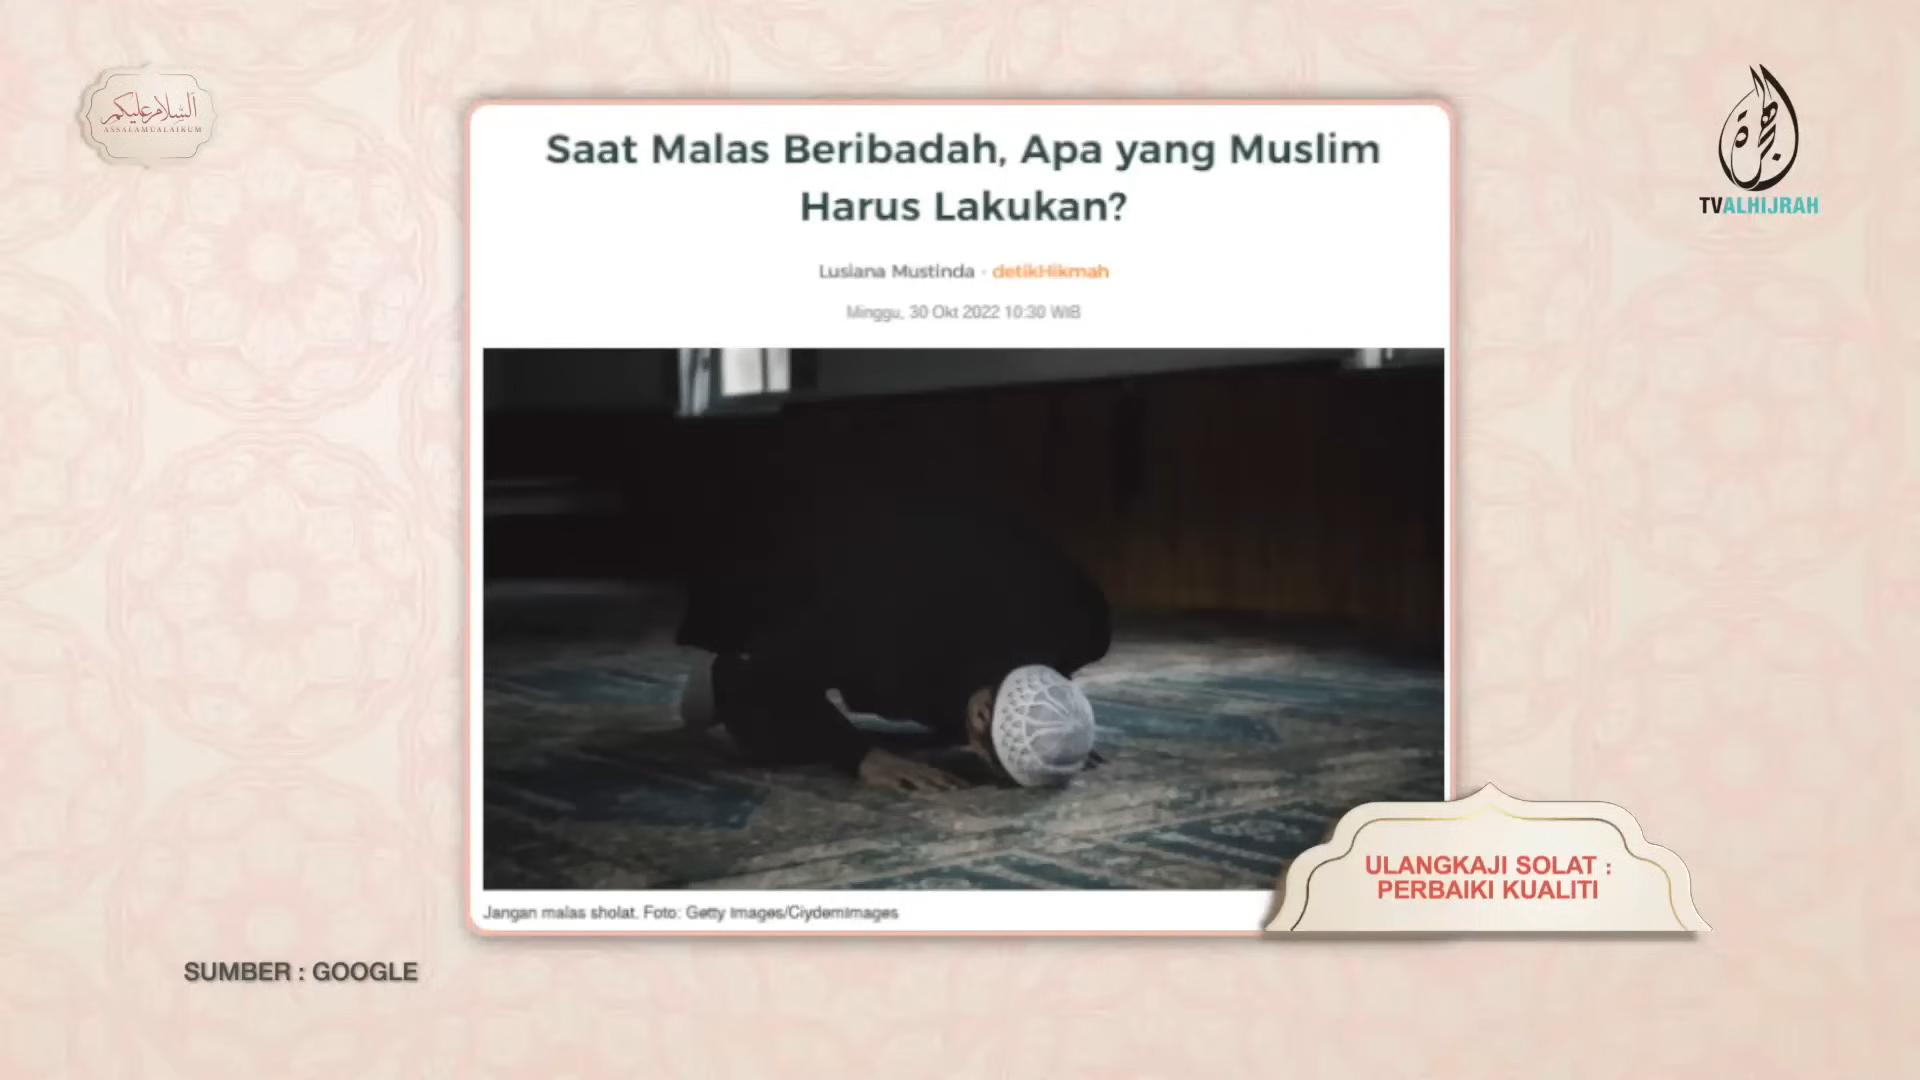 السلام عليكم
ASSALAMUALAIKUM
الهجرة
TVALHIJRAH
Saat Malas Beribadah, Apa yang Muslim
Harus Lakukan?
Lusiana Mustinda - detikHikmah
Minggu, 30 Okt 2022 10:30 WIB
Jangan malas sholat. Foto: Getty Images/Ciydemimages
ULANGKAJI SOLAT :
PERBAIKI KUALITI
SUMBER : GOOGLE